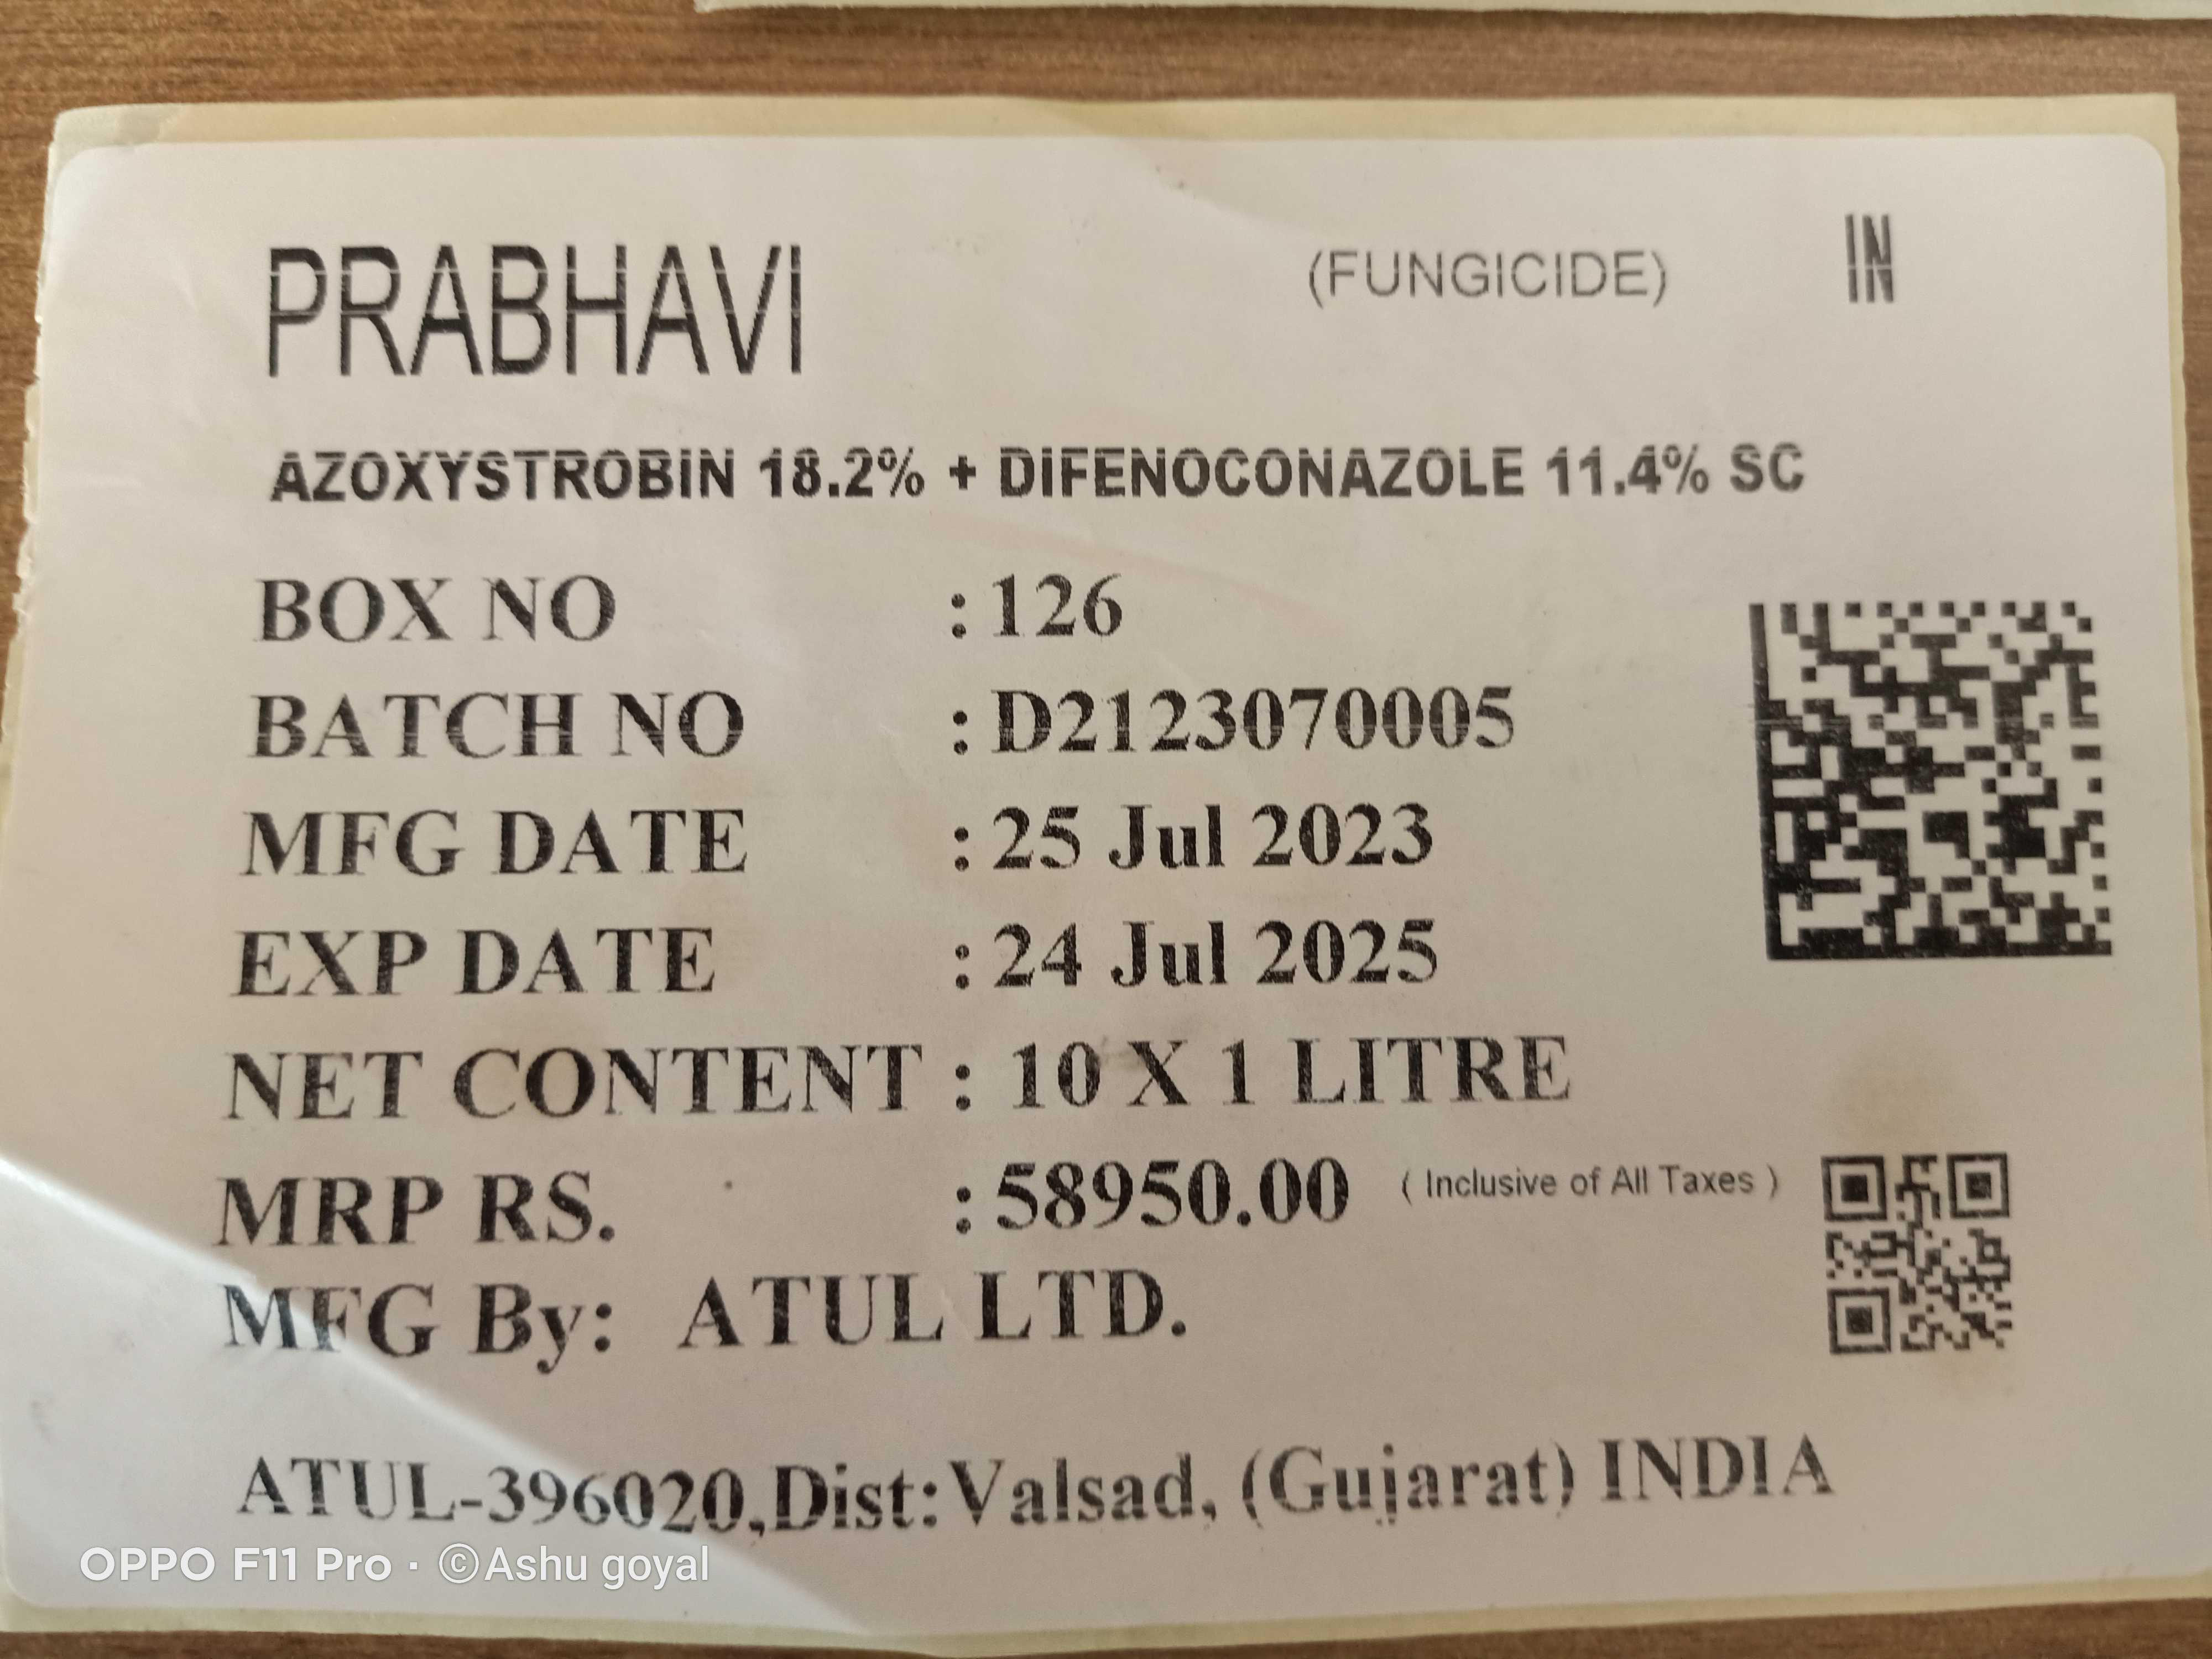 PRABHAVI (FUNGICIDE) IN
AZOXYSTROBIN 18.2% + DIFENOCONAZOLE 11.4% SC
BOX NO : 126
BATCH NO : D2123070005
MFG DATE : 25 Jul 2023
EXP DATE : 24 Jul 2025
NET CONTENT : 10 X 1 LITRE
MRP RS. : 58950.00 ( Inclusive of All Taxes )
MFG By: ATUL LTD.
ATUL-396020,Dist:Valsad, (Gujarat) INDIA
OPPO F11 Pro · ©Ashu goyal